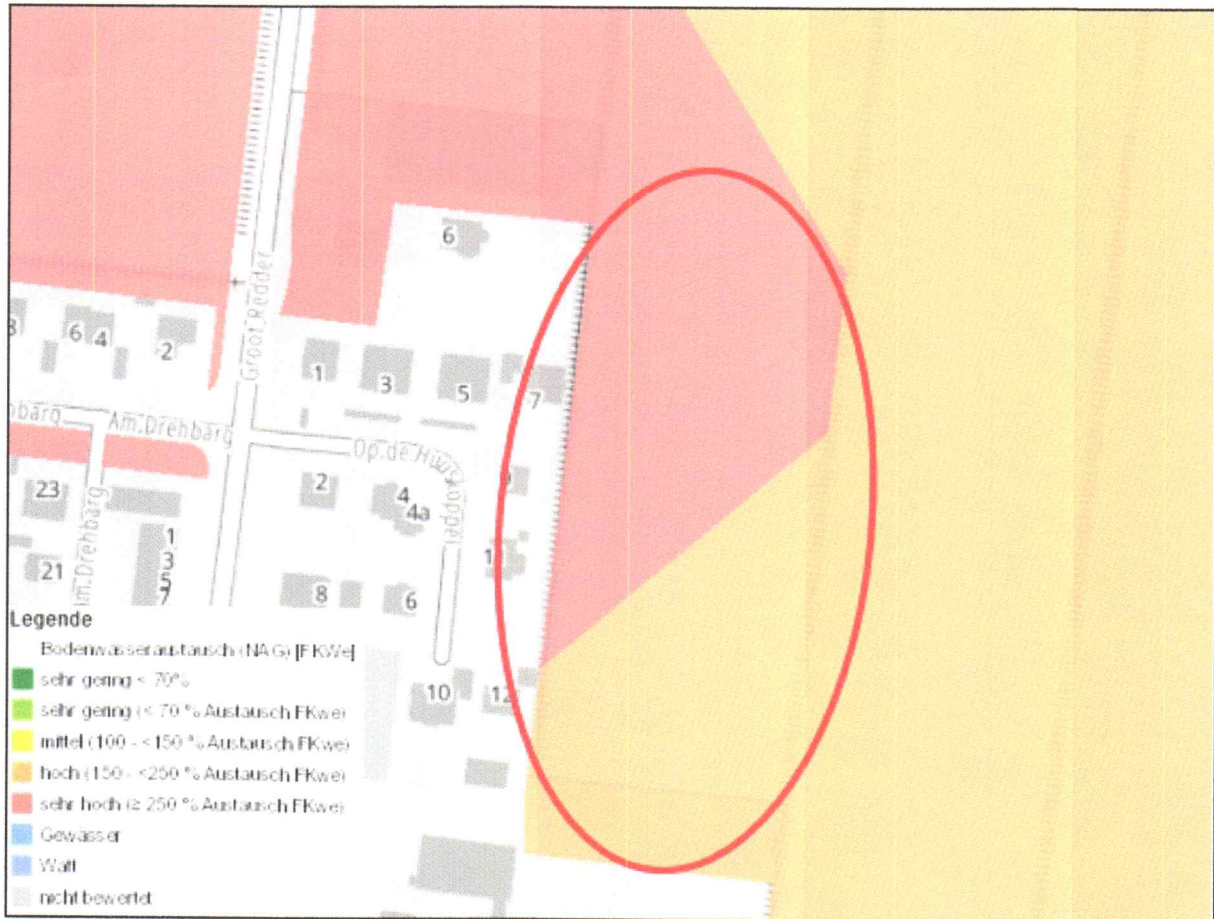 6
Groot Redder
6
4
2
1
3
5
7
Am Drehbarg
Op de Huuskoppel
2
4
4a
23
Am Drehbarg
1
3
5
7
21
8
6
10
12
Legende
Bodenwasseraustausch (NAG) [FKWe]
sehr gering < 70%
sehr gering (< 70 % Austausch FKwe)
mittel (100 - <150 % Austausch FKwe)
hoch (150 - <250 % Austausch FKwe)
sehr hoch (≥ 250 % Austausch FKwe)
Gewässer
Watt
nicht bewertet